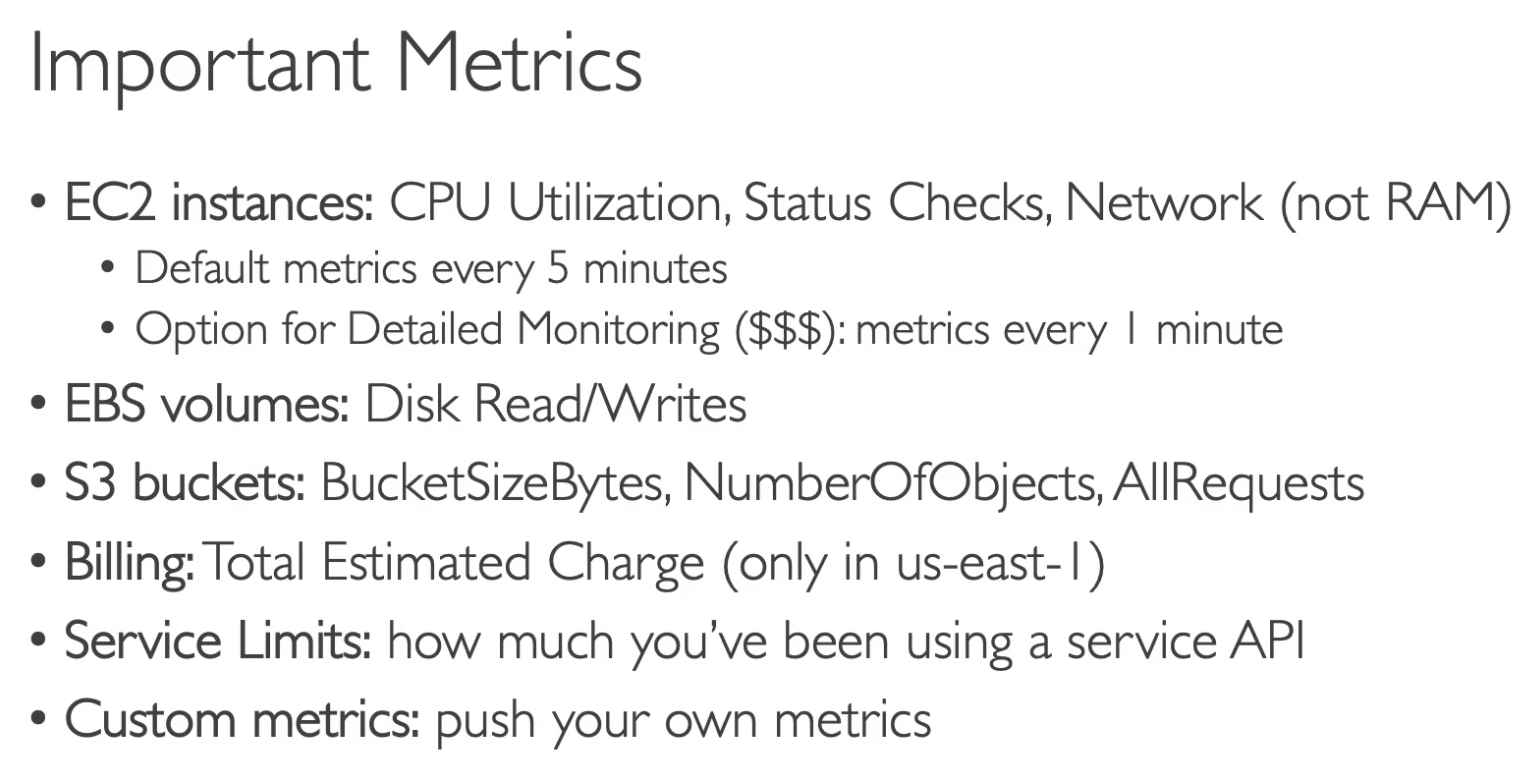 Important Metrics
• EC2 instances: CPU Utilization, Status Checks, Network (not RAM)
• Default metrics every 5 minutes
• Option for Detailed Monitoring ($$$): metrics every 1 minute
• EBS volumes: Disk Read/Writes
• S3 buckets: BucketSizeBytes, NumberOfObjects, AllRequests
• Billing: Total Estimated Charge (only in us-east-1)
• Service Limits: how much you’ve been using a service API
• Custom metrics: push your own metrics